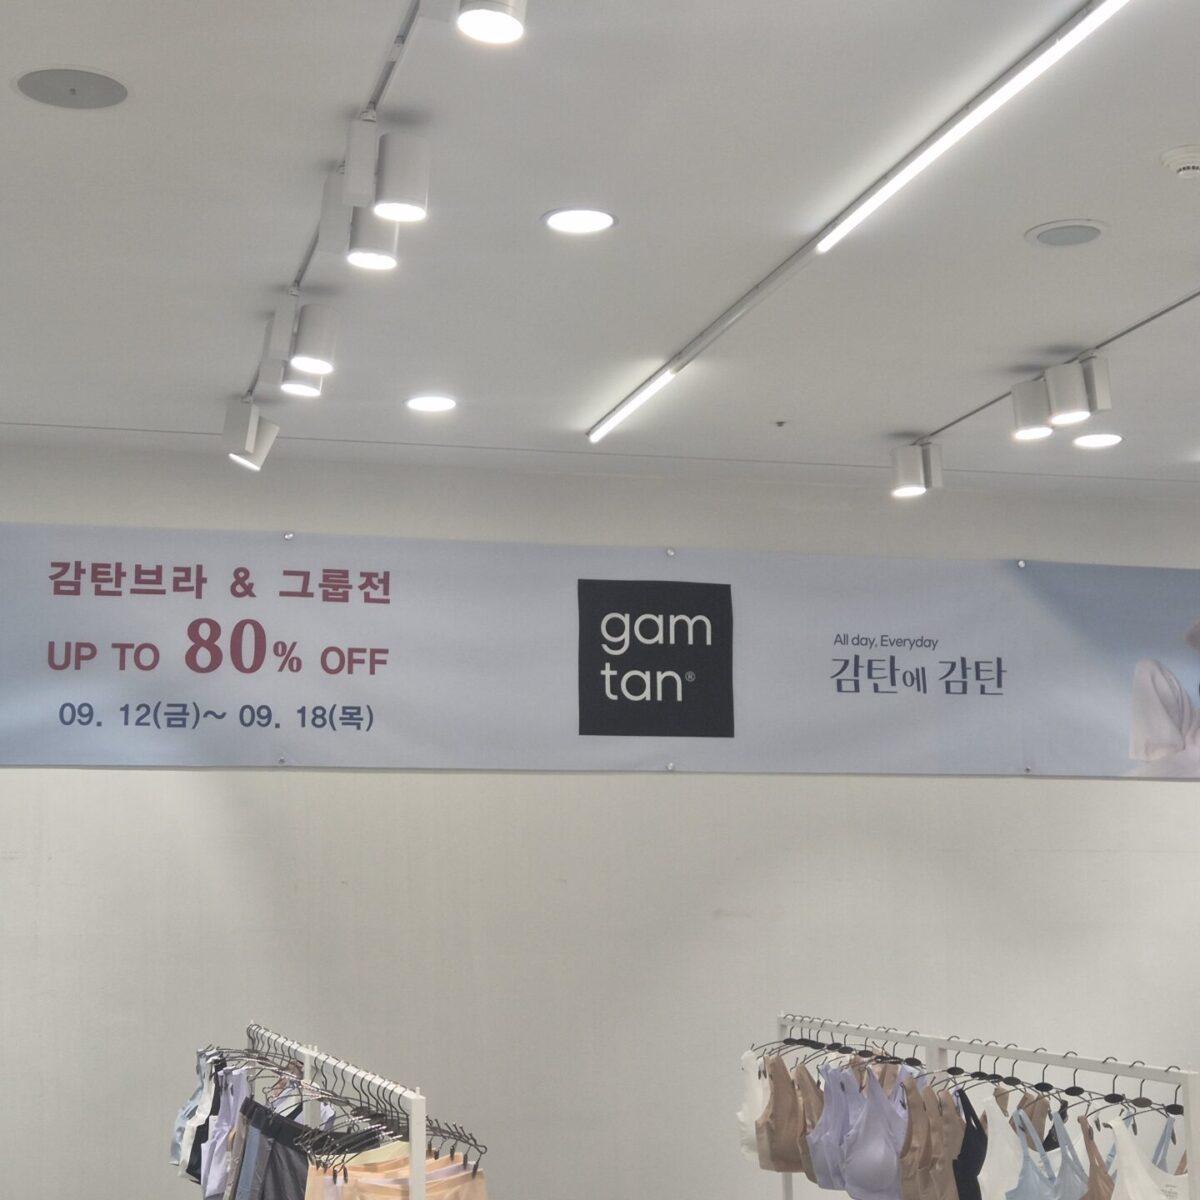 감탄브라 & 그룹전
UP TO 80% OFF
09. 12(금)~ 09. 18(목)
gam
tan®
All day, Everyday
감탄에 감탄